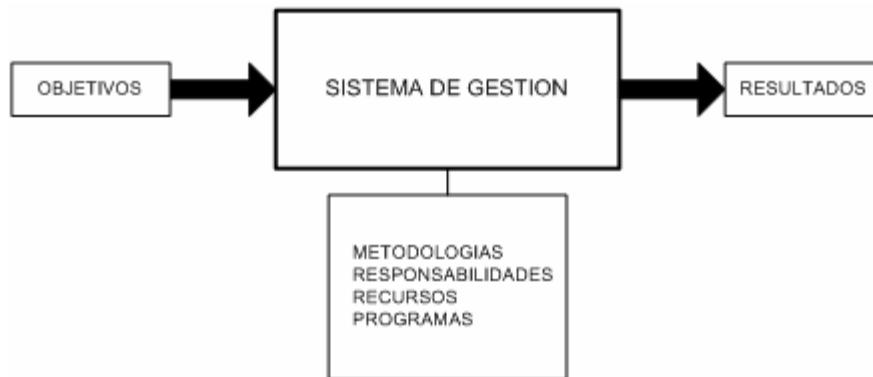 OBJETIVOS
SISTEMA DE GESTION
RESULTADOS
METODOLOGIAS
RESPONSABILIDADES
RECURSOS
PROGRAMAS